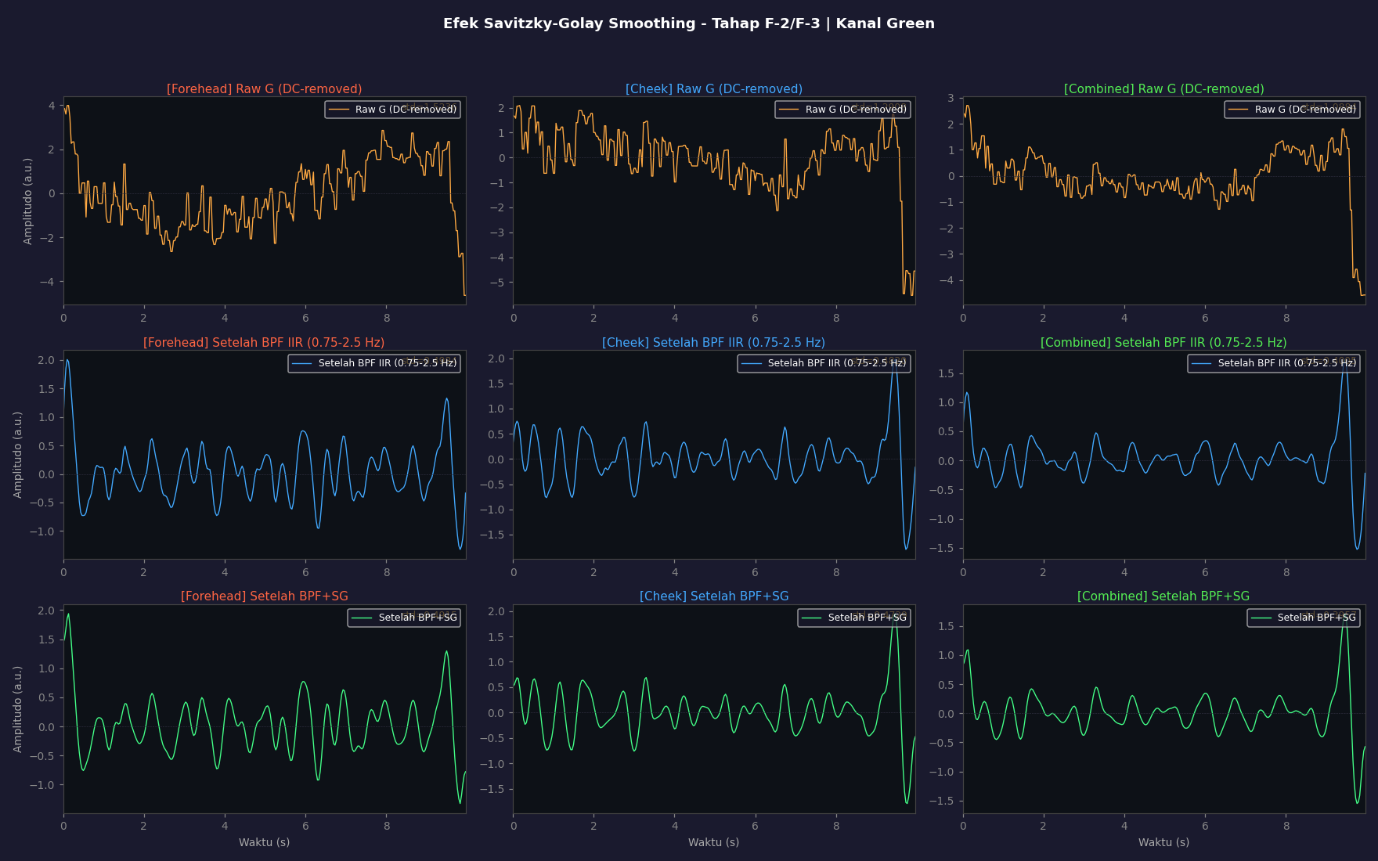 Efek Savitzky-Golay Smoothing - Tahap F-2/F-3 | Kanal Green
[Forehead] Raw G (DC-removed)
[Cheek] Raw G (DC-removed)
[Combined] Raw G (DC-removed)
Raw G (DC-removed)
Raw G (DC-removed)
Raw G (DC-removed)
Amplitudo (a.u.)
4
2
0
−2
−4
2
1
0
−1
−2
−3
−4
−5
3
2
1
0
−1
−2
−3
−4
0 2 4 6 8
0 2 4 6 8
0 2 4 6 8
[Forehead] Setelah BPF IIR (0.75-2.5 Hz)
[Cheek] Setelah BPF IIR (0.75-2.5 Hz)
[Combined] Setelah BPF IIR (0.75-2.5 Hz)
Setelah BPF IIR (0.75-2.5 Hz)
Setelah BPF IIR (0.75-2.5 Hz)
Setelah BPF IIR (0.75-2.5 Hz)
Amplitudo (a.u.)
2.0
1.5
1.0
0.5
0.0
−0.5
−1.0
2.0
1.5
1.0
0.5
0.0
−0.5
−1.0
−1.5
1.5
1.0
0.5
0.0
−0.5
−1.0
−1.5
0 2 4 6 8
0 2 4 6 8
0 2 4 6 8
[Forehead] Setelah BPF+SG
[Cheek] Setelah BPF+SG
[Combined] Setelah BPF+SG
Setelah BPF+SG
Setelah BPF+SG
Setelah BPF+SG
Amplitudo (a.u.)
2.0
1.5
1.0
0.5
0.0
−0.5
−1.0
2.0
1.5
1.0
0.5
0.0
−0.5
−1.0
−1.5
1.5
1.0
0.5
0.0
−0.5
−1.0
−1.5
0 2 4 6 8
0 2 4 6 8
0 2 4 6 8
Waktu (s)
Waktu (s)
Waktu (s)